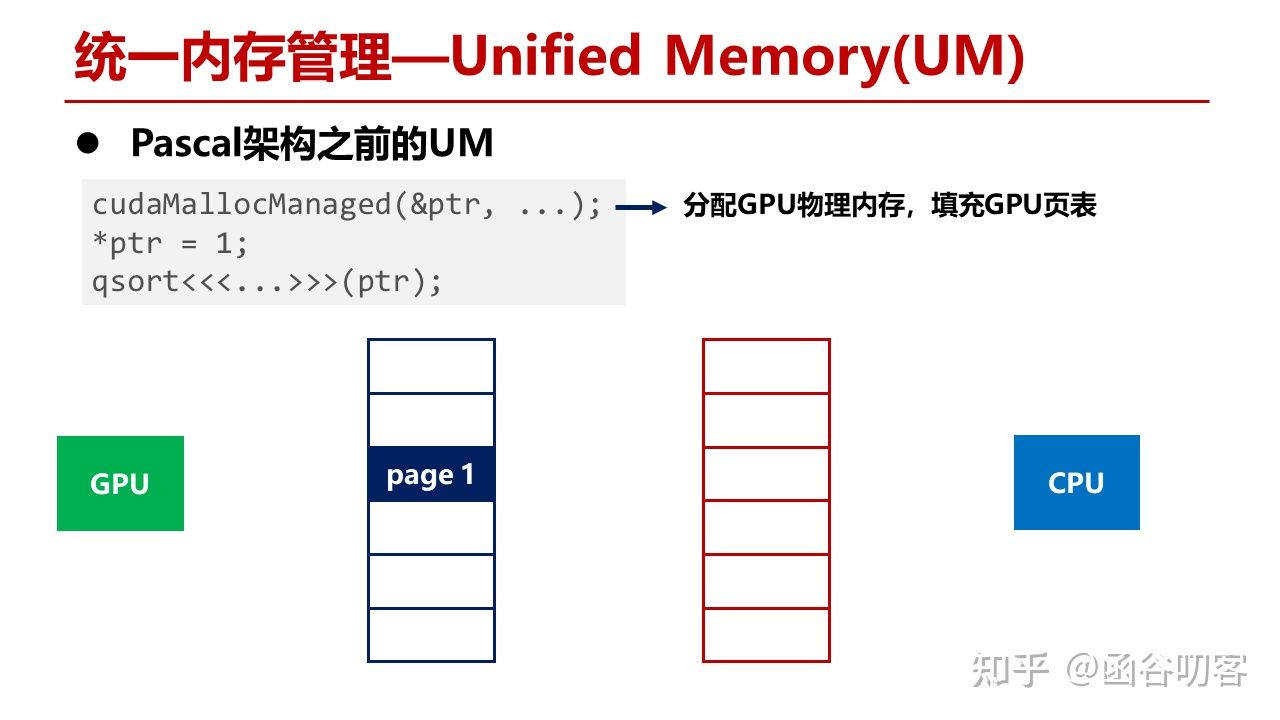 统一内存管理—Unified Memory(UM)
● Pascal架构之前的UM
cudaMallocManaged(&ptr, ...);
分配GPU物理内存，填充GPU页表
*ptr = 1;
qsort<<<...>>>(ptr);
page 1
GPU
CPU
知乎 @函谷叨客